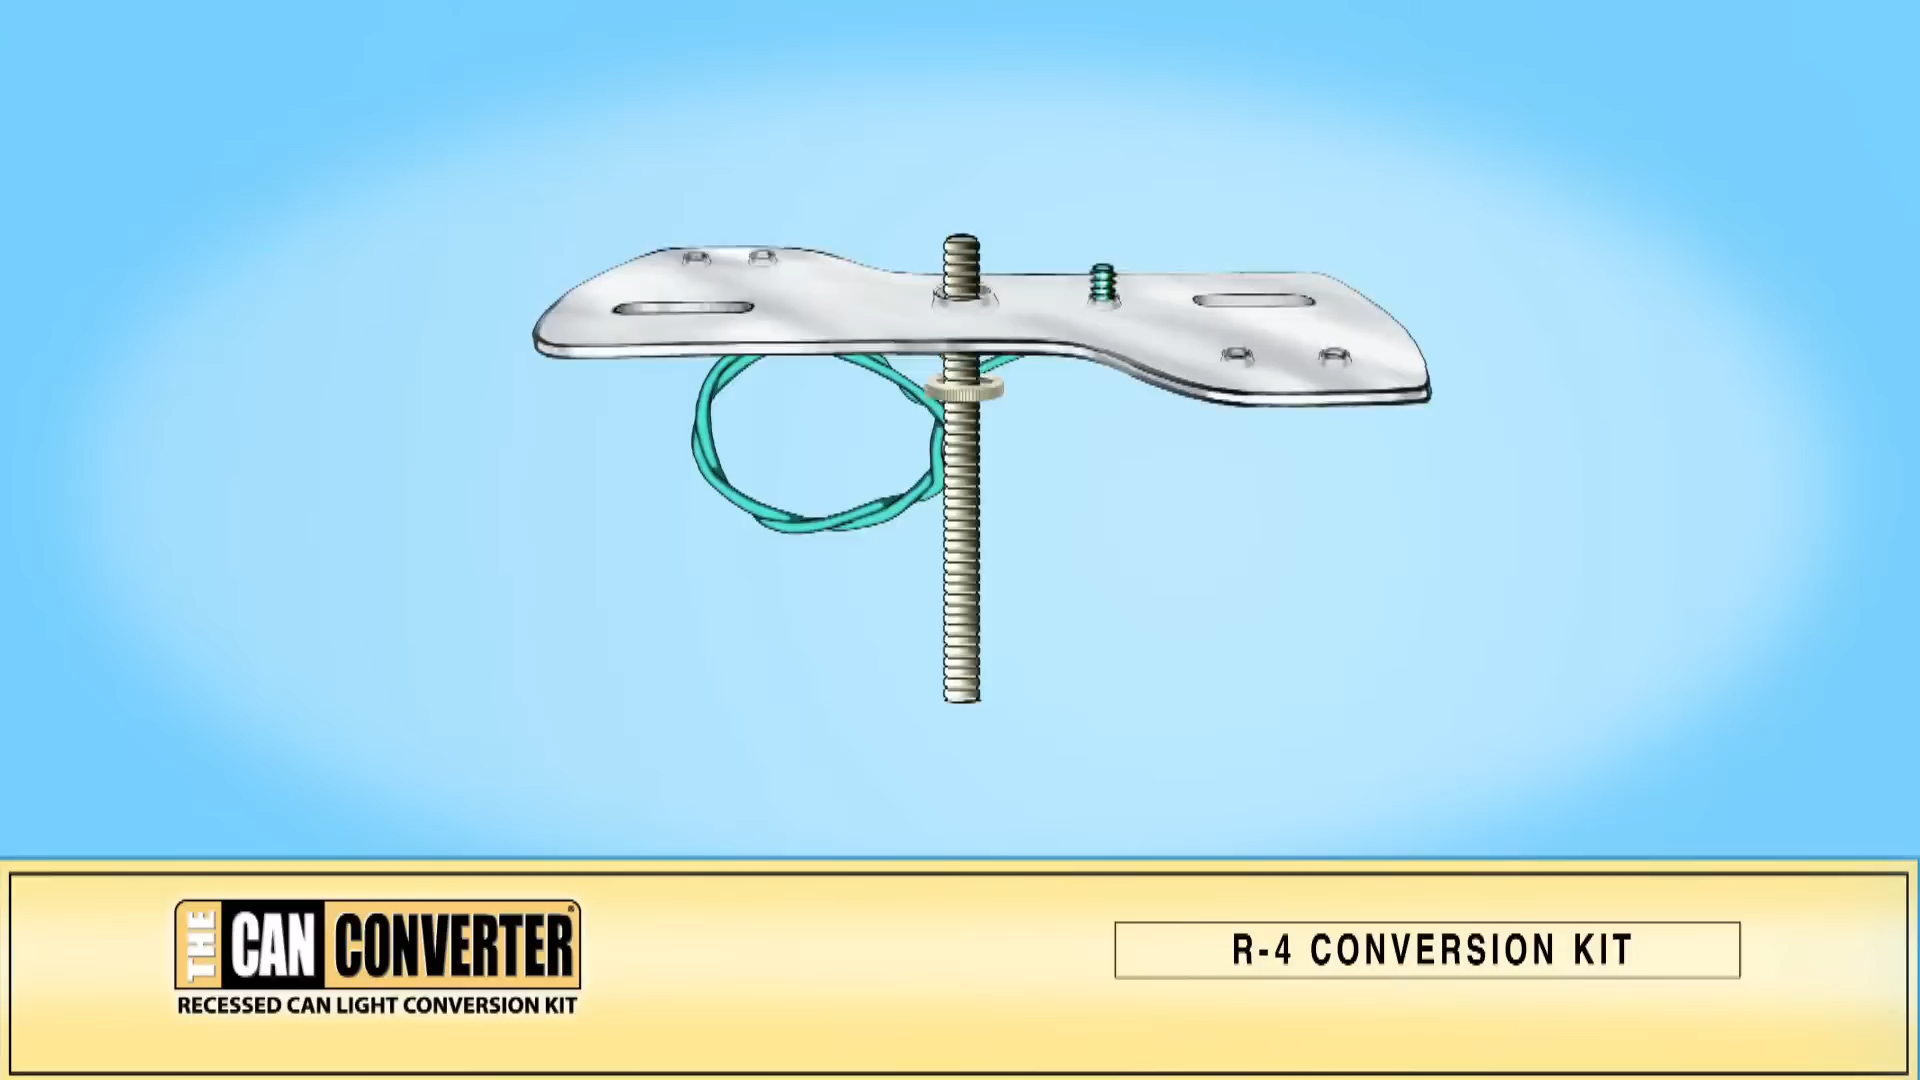 THE CAN CONVERTER®
RECESSED CAN LIGHT CONVERSION KIT
R-4 CONVERSION KIT